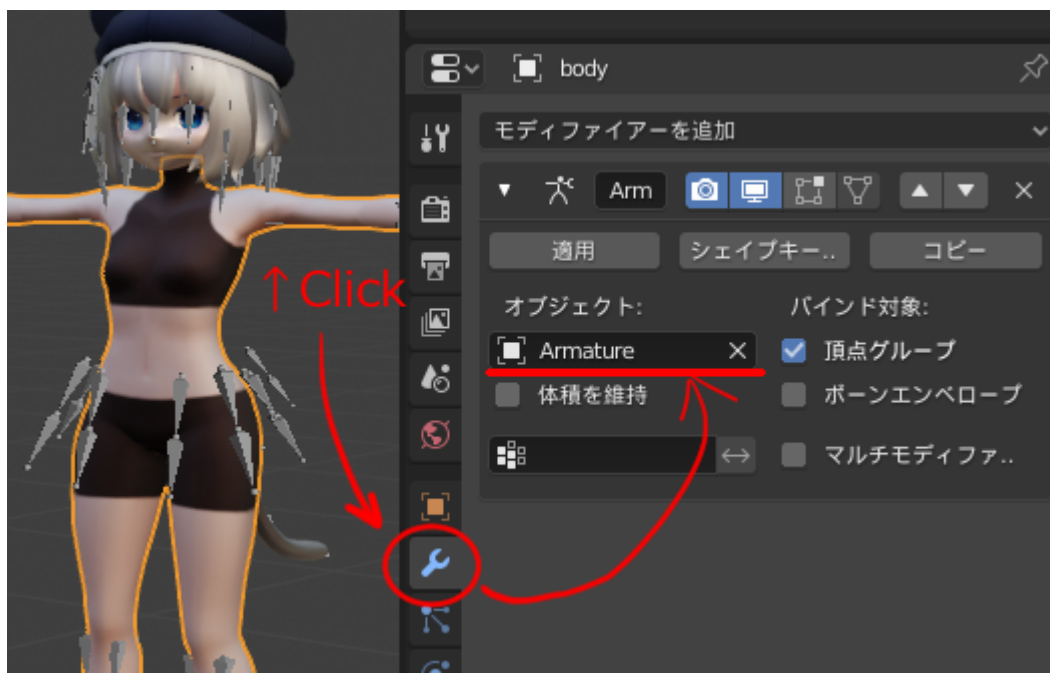 body
モディファイアーを追加
Arm
適用
シェイプキー..
コピー
↑Click
オブジェクト:
バインド対象:
Armature
頂点グループ
体積を維持
ボーンエンベロープ
マルチモディファ..